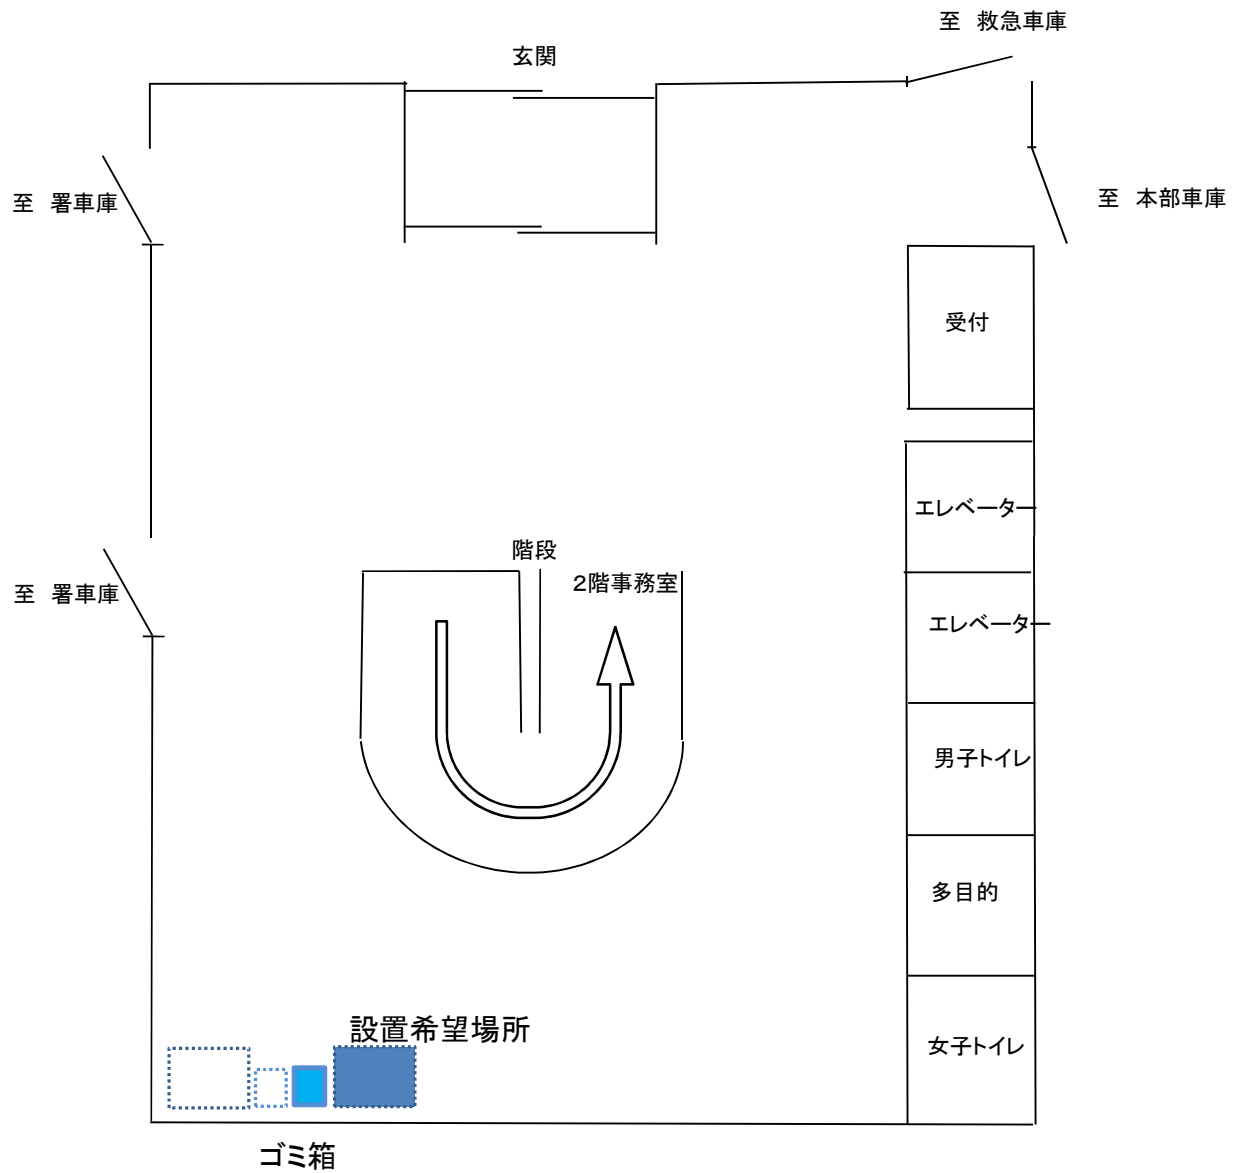 至　救急車庫
玄関
至　署車庫
至　本部車庫
受付
エレベーター
階段
２階事務室
至　署車庫
エレベーター
男子トイレ
多目的
設置希望場所
女子トイレ
ゴミ箱